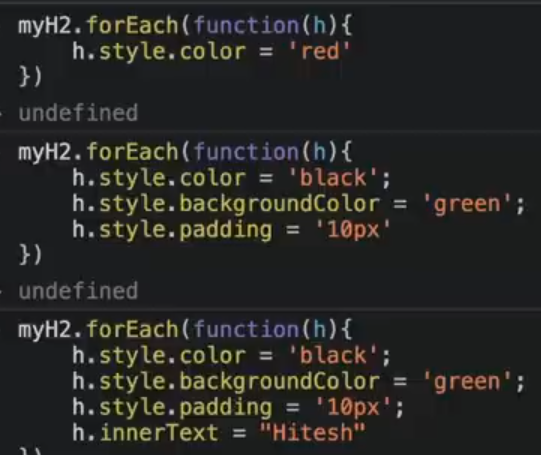 myH2.forEach(function(h){
    h.style.color = 'red'
})
undefined
myH2.forEach(function(h){
    h.style.color = 'black';
    h.style.backgroundColor = 'green';
    h.style.padding = '10px'
})
undefined
myH2.forEach(function(h){
    h.style.color = 'black';
    h.style.backgroundColor = 'green';
    h.style.padding = '10px';
    h.innerText = "Hitesh"
})